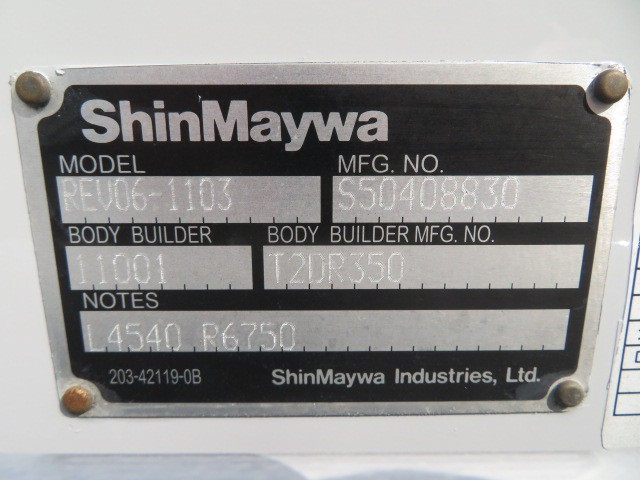 ShinMaywa
MODEL MFG. NO.
REV06-1103 S50408830
BODY BUILDER BODY BUILDER MFG. NO.
11001 T2DR350
NOTES
L4540 R6750
203-42119-0B ShinMaywa Industries, Ltd.